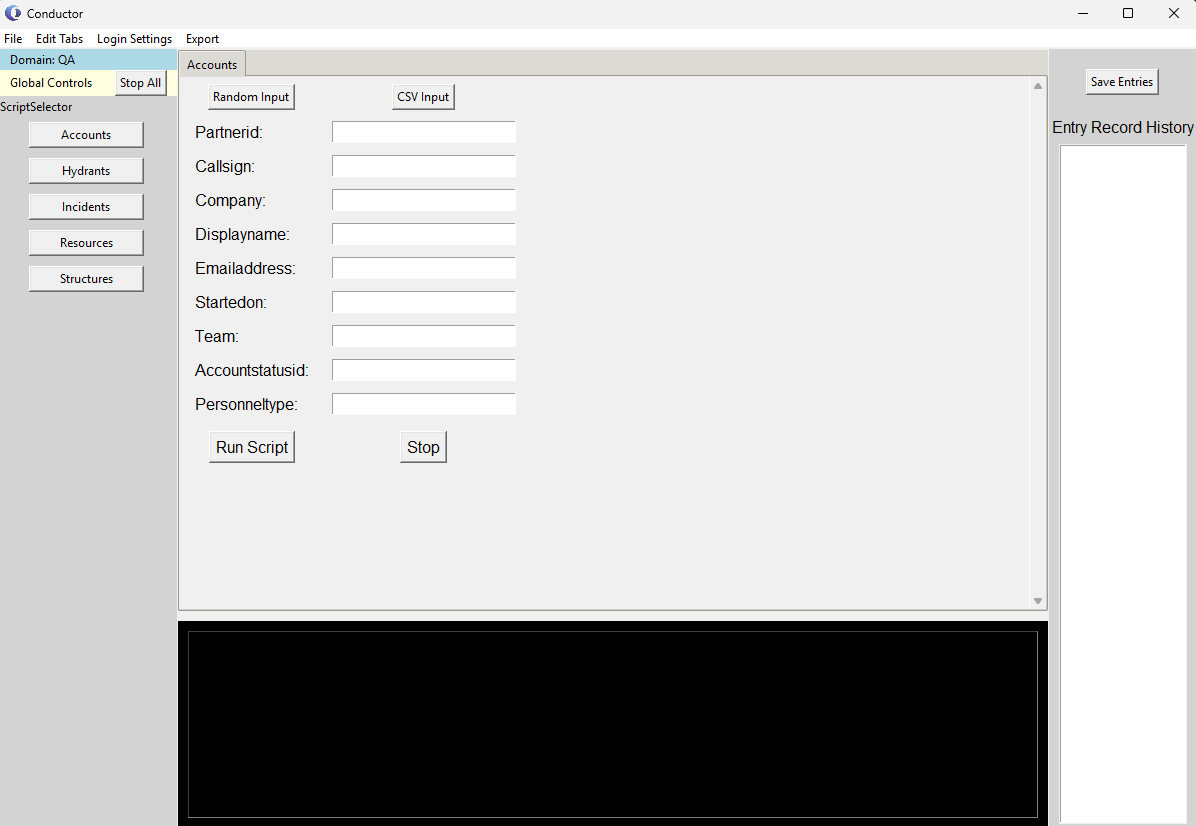 Conductor
File Edit Tabs Login Settings Export
Domain: QA
Global Controls Stop All
ScriptSelector
Accounts
Hydrants
Incidents
Resources
Structures
Accounts
Random Input CSV Input
Partnerid:
Callsign:
Company:
Displayname:
Emailaddress:
Startedon:
Team:
Accountstatusid:
Personneltype:
Run Script Stop
Save Entries
Entry Record History